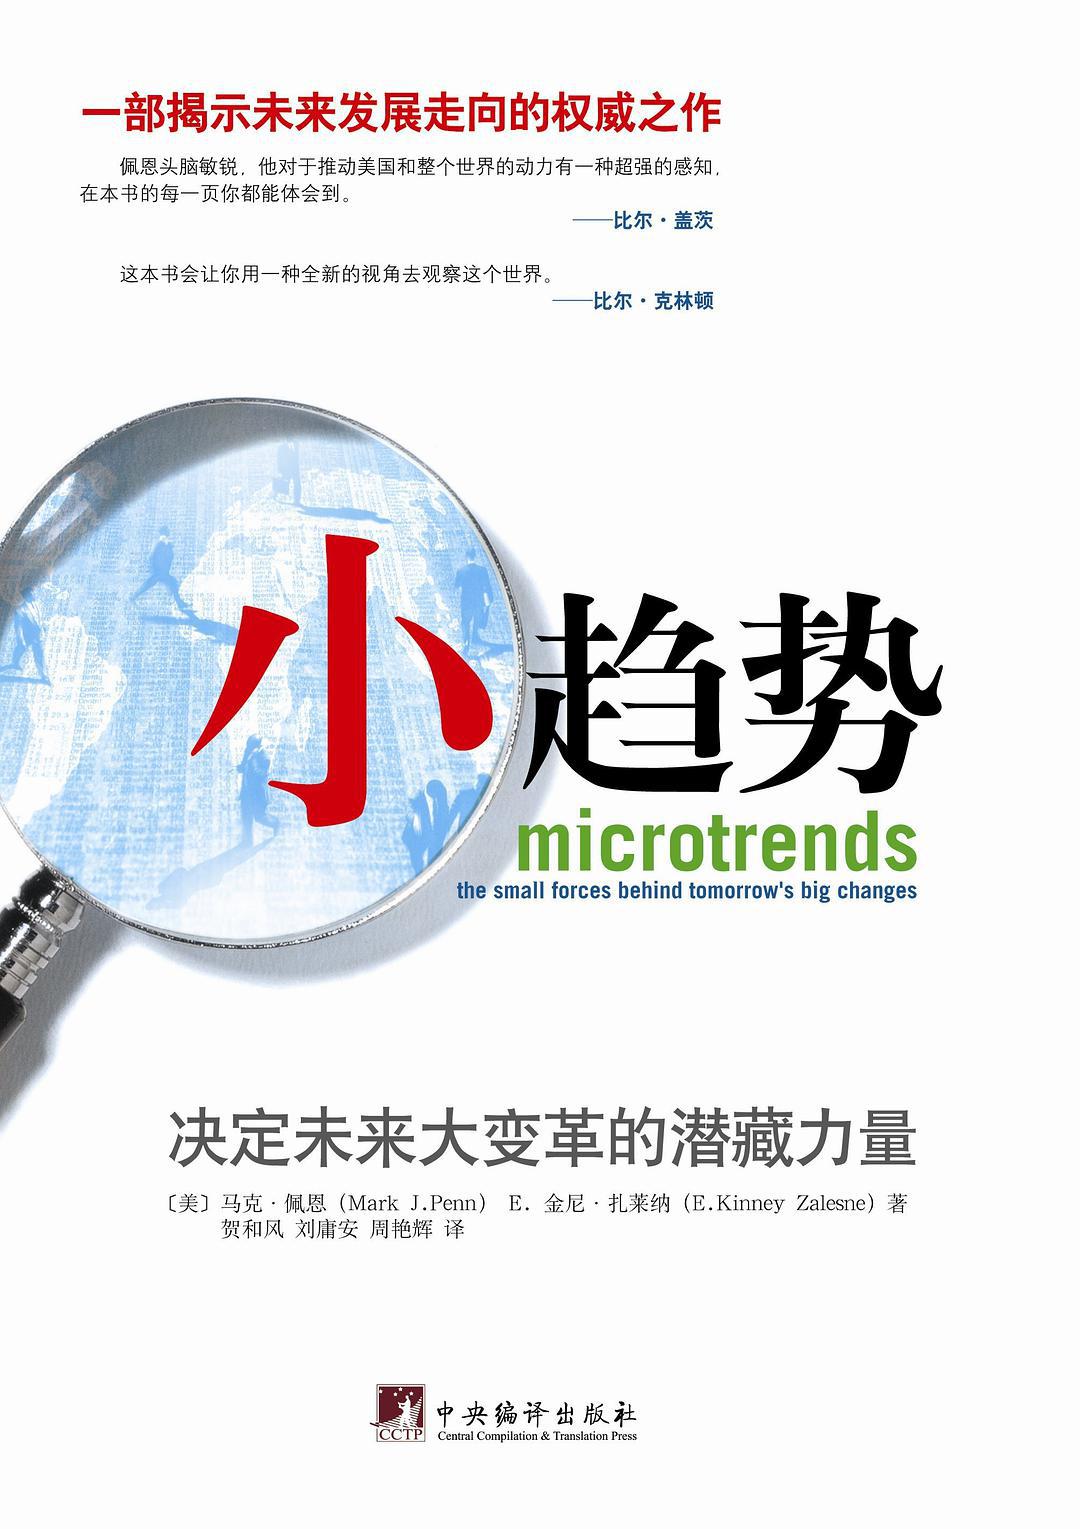 一部揭示未来发展走向的权威之作
佩恩头脑敏锐，他对于推动美国和整个世界的动力有一种超强的感知，
在本书的每一页你都能体会到。
——比尔·盖茨
这本书会让你用一种全新的视角去观察这个世界。
——比尔·克林顿
小趋势
microtrends
the small forces behind tomorrow's big changes
决定未来大变革的潜藏力量
〔美〕马克·佩恩（Mark J.Penn） E. 金尼·扎莱纳（E.Kinney Zalesne）著
贺和风 刘庸安 周艳辉 译
CCTP
中央编译出版社
Central Compilation & Translation Press